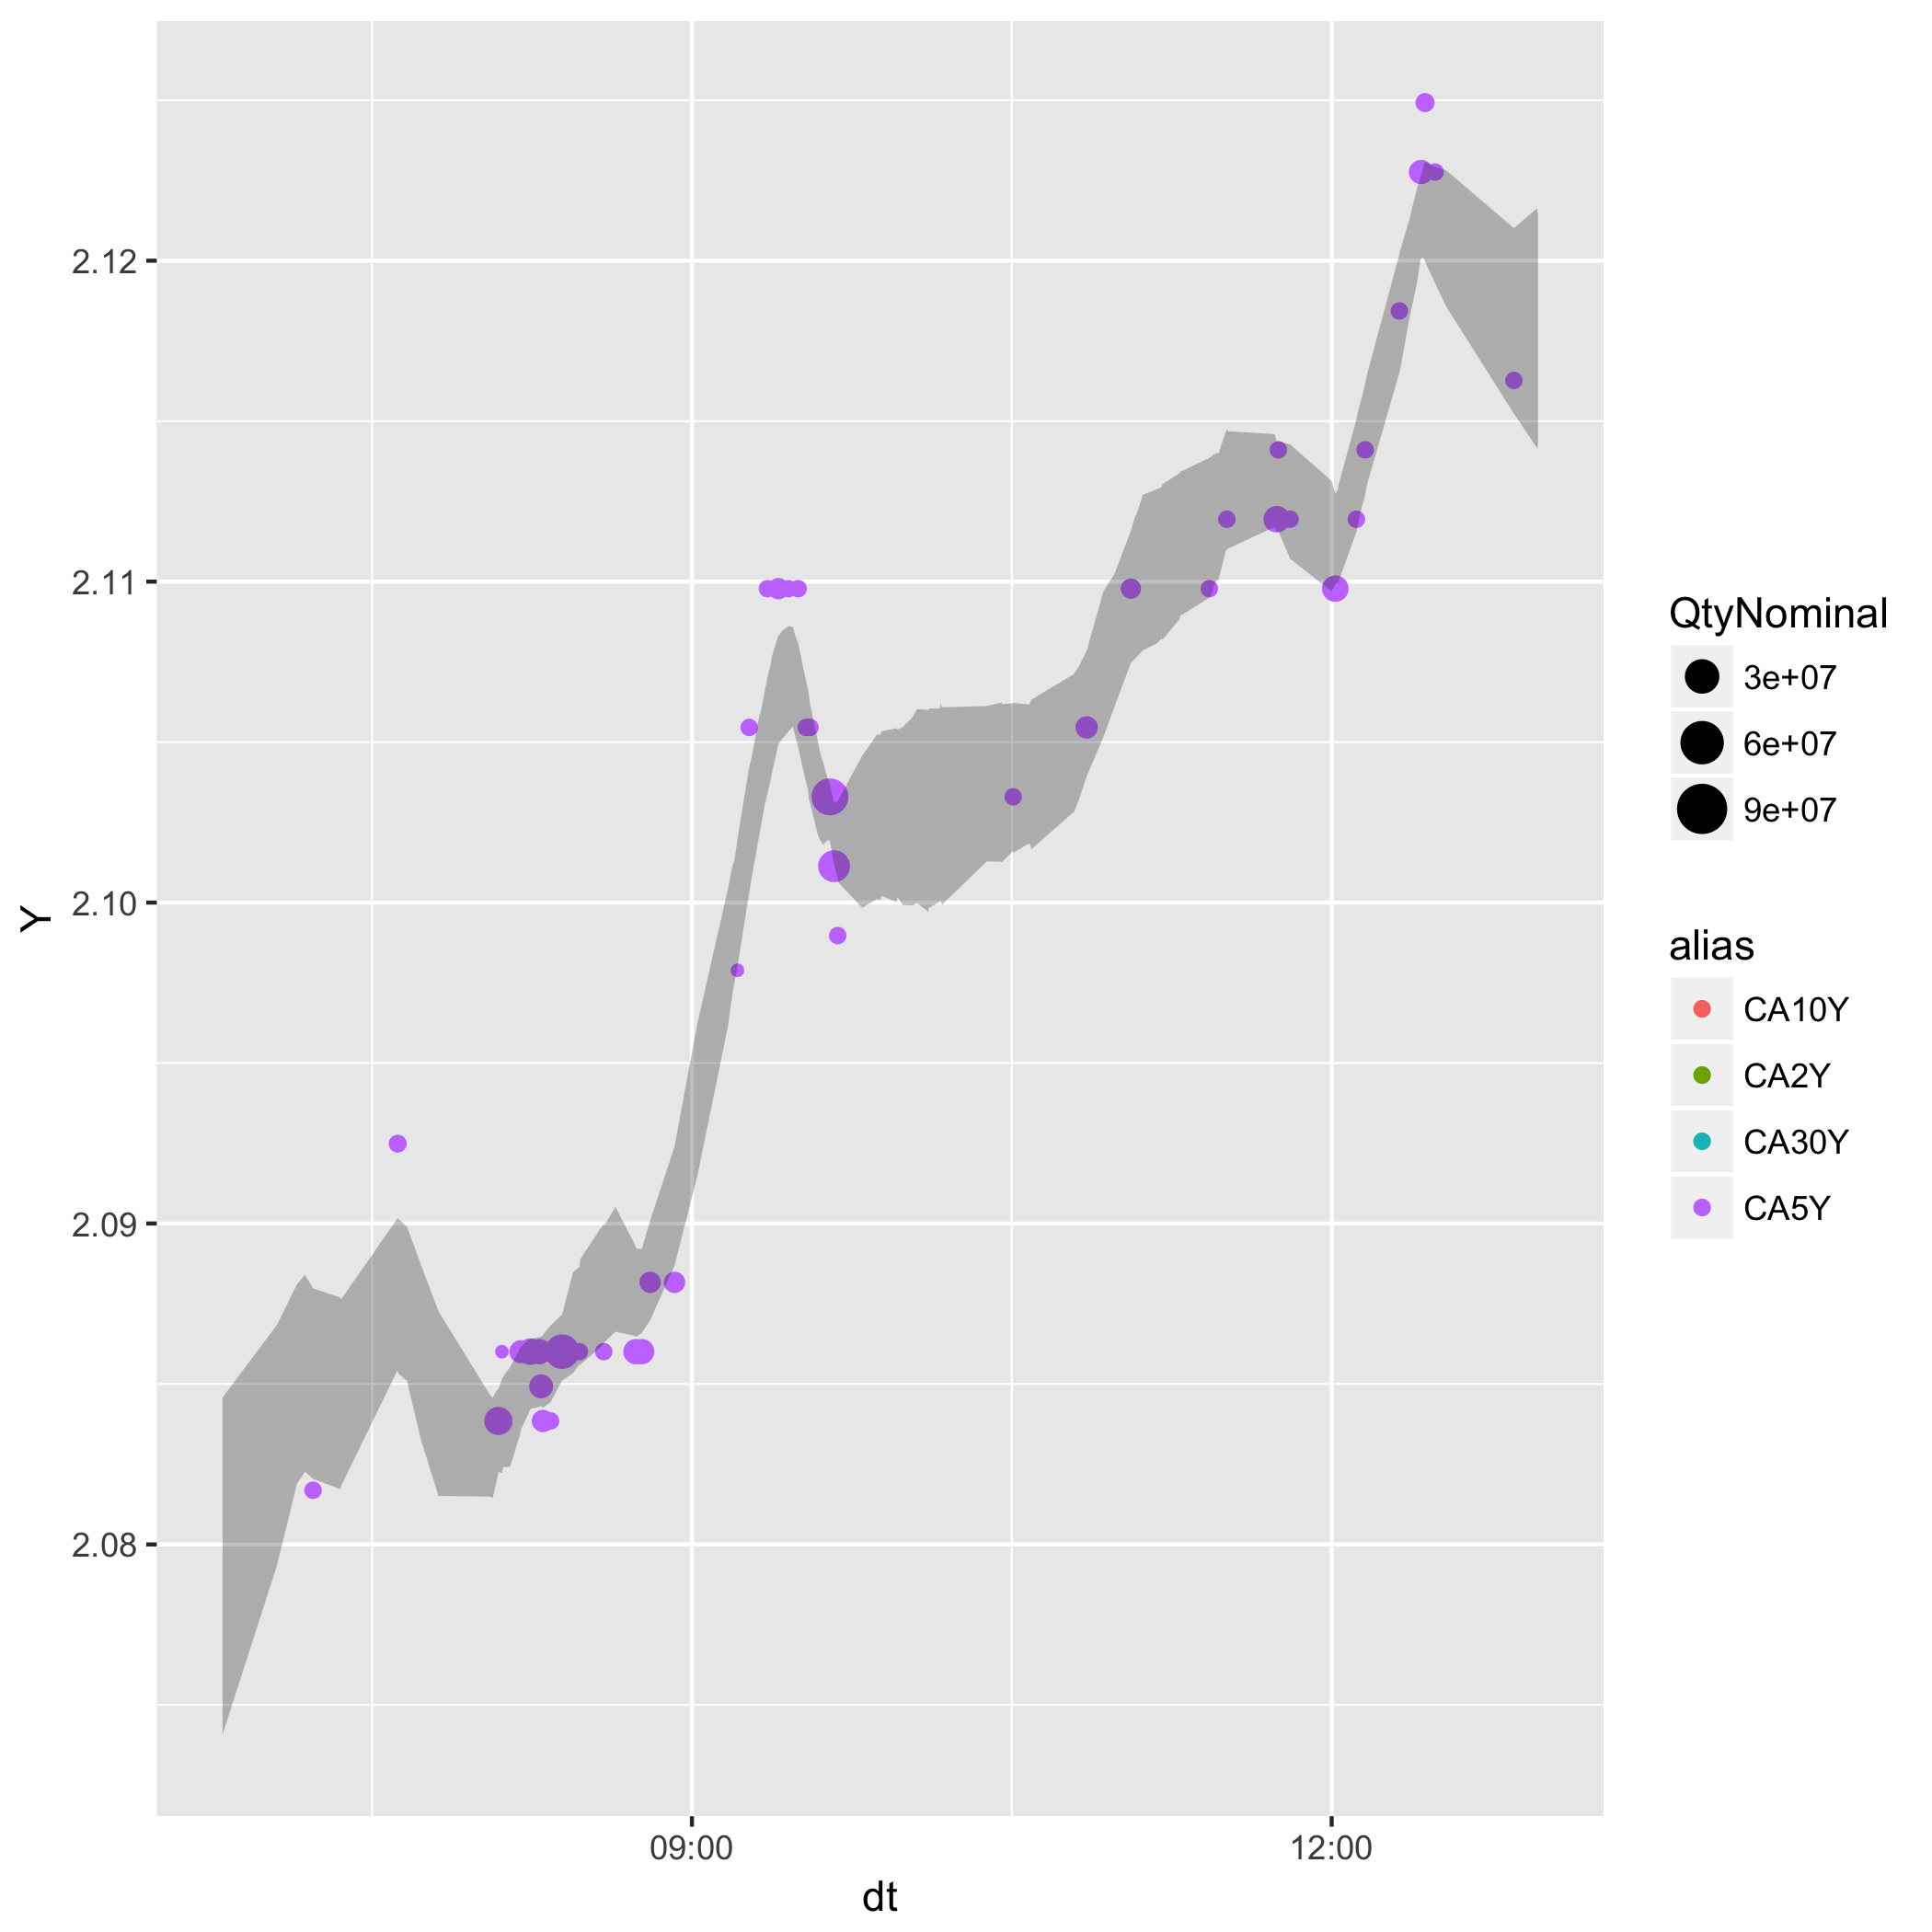 2.12
2.11
2.10
2.09
2.08
Y
09:00
12:00
dt
QtyNominal
3e+07
6e+07
9e+07
alias
CA10Y
CA2Y
CA30Y
CA5Y